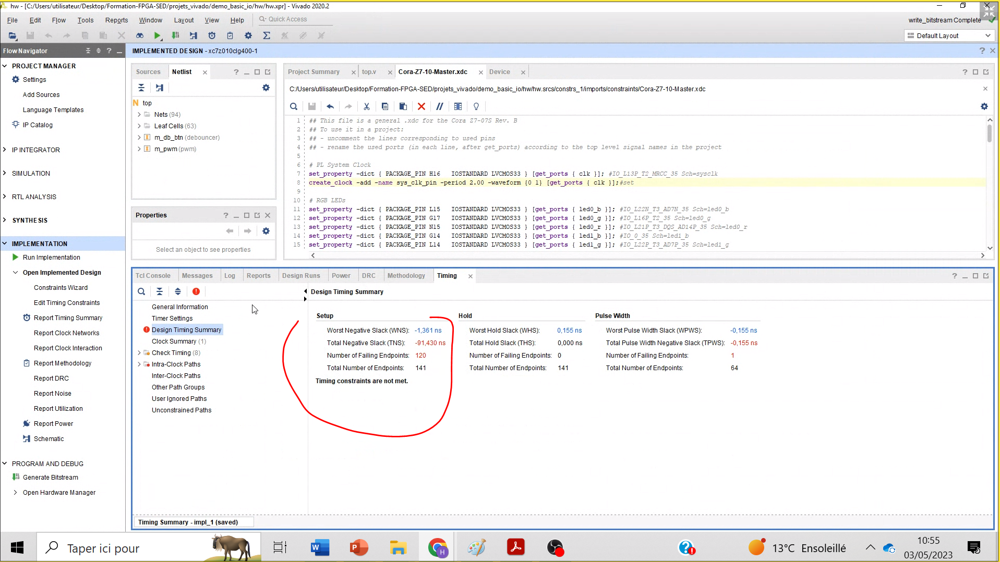 hw - [C:/Users/utilisateur/Desktop/Formation-FPGA-SED/projets_vivado/demo_basic_io/hw/hw.xpr] - Vivado 2020.2
File Edit Flow Tools Reports Window Layout View Help Quick Access
write_bitstream Complete
Default Layout
Flow Navigator
IMPLEMENTED DESIGN - xc7z010clg400-1
PROJECT MANAGER
Settings
Add Sources
Language Templates
IP Catalog
IP INTEGRATOR
SIMULATION
RTL ANALYSIS
SYNTHESIS
IMPLEMENTATION
Run Implementation
Open Implemented Design
Constraints Wizard
Edit Timing Constraints
Report Timing Summary
Report Clock Networks
Report Clock Interaction
Report Methodology
Report DRC
Report Noise
Report Utilization
Report Power
Schematic
PROGRAM AND DEBUG
Generate Bitstream
Open Hardware Manager
Sources Netlist
N top
Nets (94)
Leaf Cells (63)
m_db_btn (debouncer)
m_pwm (pwm)
Properties
Select an object to see properties
Project Summary top.v Cora-Z7-10-Master.xdc Device
C:/Users/utilisateur/Desktop/Formation-FPGA-SED/projets_vivado/demo_basic_io/hw/hw.srcs/constrs_1/imports/constraints/Cora-Z7-10-Master.xdc
1 ## This file is a general .xdc for the Cora Z7-07S Rev. B
2 ## To use it in a project:
3 ## - uncomment the lines corresponding to used pins
4 ## - rename the used ports (in each line, after get_ports) according to the top level signal names in the project
5
6 # PL System Clock
7 set_property -dict { PACKAGE_PIN H16 IOSTANDARD LVCMOS33 } [get_ports { clk }]; #IO_L13P_T2_MRCC_35 Sch=sysclk
8 create_clock -add -name sys_clk_pin -period 2.00 -waveform {0 1} [get_ports { clk }];#set
9
10 # RGB LEDs
11 set_property -dict { PACKAGE_PIN L15 IOSTANDARD LVCMOS33 } [get_ports { led0_b }]; #IO_L22N_T3_AD7N_35 Sch=led0_b
12 set_property -dict { PACKAGE_PIN G17 IOSTANDARD LVCMOS33 } [get_ports { led0_g }]; #IO_L16P_T2_35 Sch=led0_g
13 set_property -dict { PACKAGE_PIN N15 IOSTANDARD LVCMOS33 } [get_ports { led0_r }]; #IO_L21P_T3_DQS_AD14P_35 Sch=led0_r
14 set_property -dict { PACKAGE_PIN G14 IOSTANDARD LVCMOS33 } [get_ports { led1_b }]; #IO_0_35 Sch=led1_b
15 set_property -dict { PACKAGE_PIN L14 IOSTANDARD LVCMOS33 } [get_ports { led1_g }]; #IO_L22P_T3_AD7P_35 Sch=led1_g
Tcl Console Messages Log Reports Design Runs Power DRC Methodology Timing
General Information
Timer Settings
Design Timing Summary
Clock Summary (1)
Check Timing (8)
Intra-Clock Paths
Inter-Clock Paths
Other Path Groups
User Ignored Paths
Unconstrained Paths
Design Timing Summary
Setup Hold Pulse Width
Worst Negative Slack (WNS): -1,361 ns Worst Hold Slack (WHS): 0,155 ns Worst Pulse Width Slack (WPWS): -0,155 ns
Total Negative Slack (TNS): -91,430 ns Total Hold Slack (THS): 0,000 ns Total Pulse Width Negative Slack (TPWS): -0,155 ns
Number of Failing Endpoints: 120 Number of Failing Endpoints: 0 Number of Failing Endpoints: 1
Total Number of Endpoints: 141 Total Number of Endpoints: 141 Total Number of Endpoints: 64
Timing constraints are not met.
Timing Summary - impl_1 (saved)
Taper ici pour
13°C Ensoleillé
10:55
03/05/2023